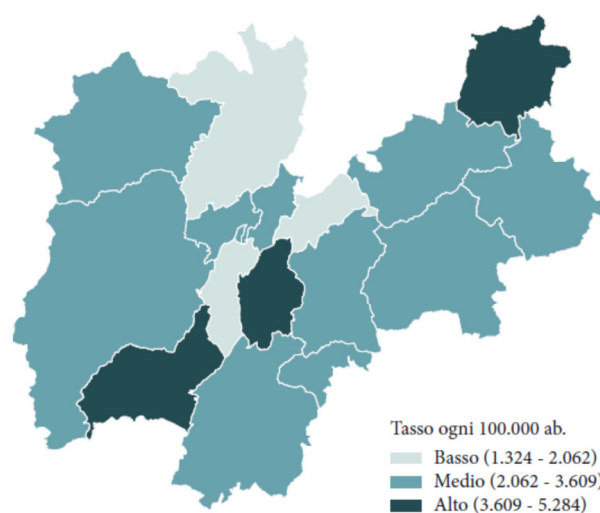 Tasso ogni 100.000 ab.
Basso (1.324 - 2.062)
Medio (2.062 - 3.609)
Alto (3.609 - 5.284)